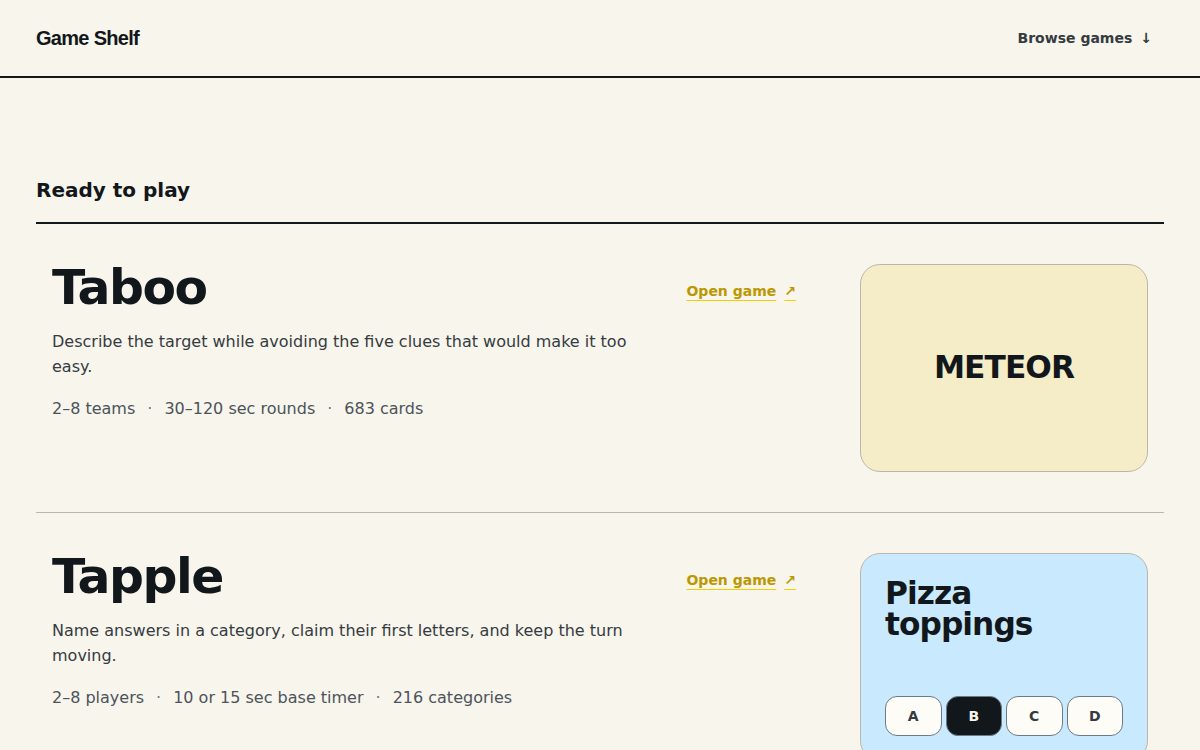 Game Shelf
Browse games ↓
Ready to play
Taboo
Open game ↗
Describe the target while avoiding the five clues that would make it too
easy.
2–8 teams · 30–120 sec rounds · 683 cards
METEOR
Tapple
Open game ↗
Name answers in a category, claim their first letters, and keep the turn
moving.
2–8 players · 10 or 15 sec base timer · 216 categories
Pizza
toppings
A B C D